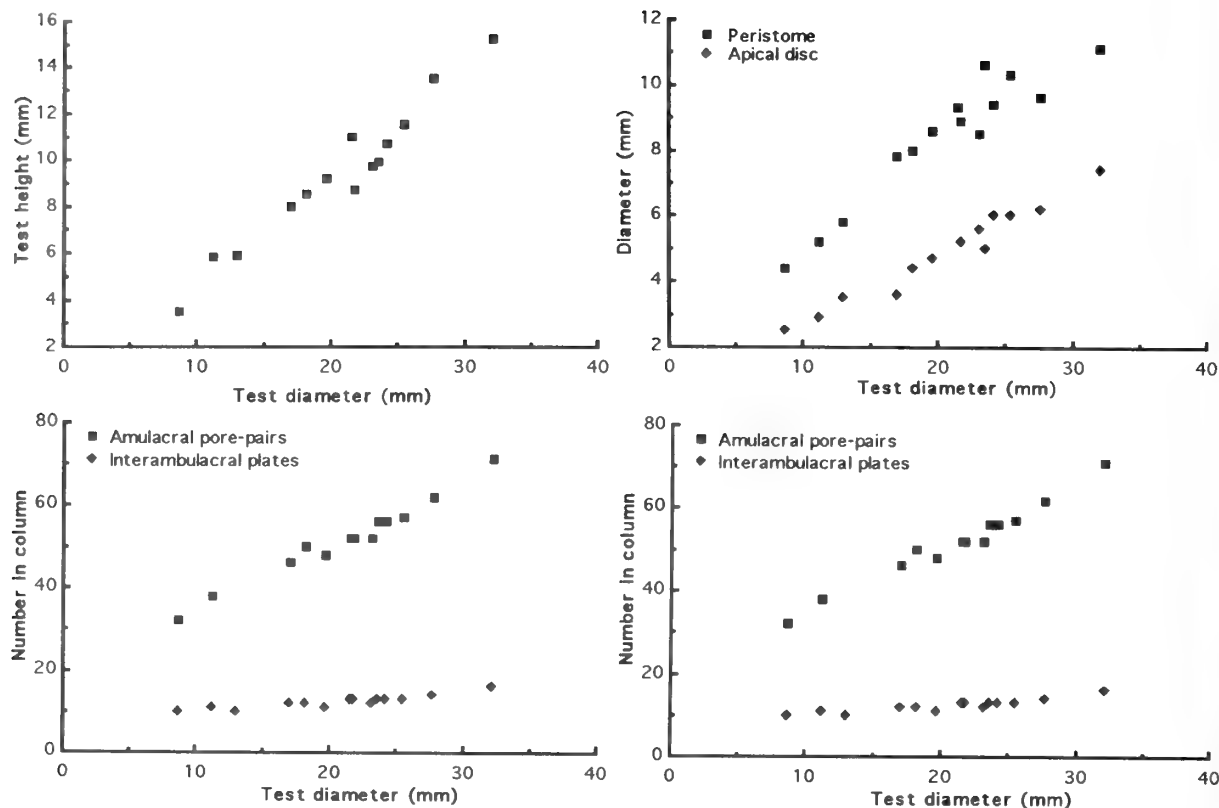 16
14
12
10
8
6
4
2
Test height (mm)
0 10 20 30 40
Test diameter (mm)
Peristome
Apical disc
12
10
8
6
4
2
Diameter (mm)
0 10 20 30 40
Test diameter (mm)
80
60
40
20
0
Number in column
Amulacral pore-pairs
Interambulacral plates
0 10 20 30 40
Test diameter (mm)
80
60
40
20
0
Number in column
Amulacral pore-pairs
Interambulacral plates
0 10 20 30 40
Test diameter (mm)